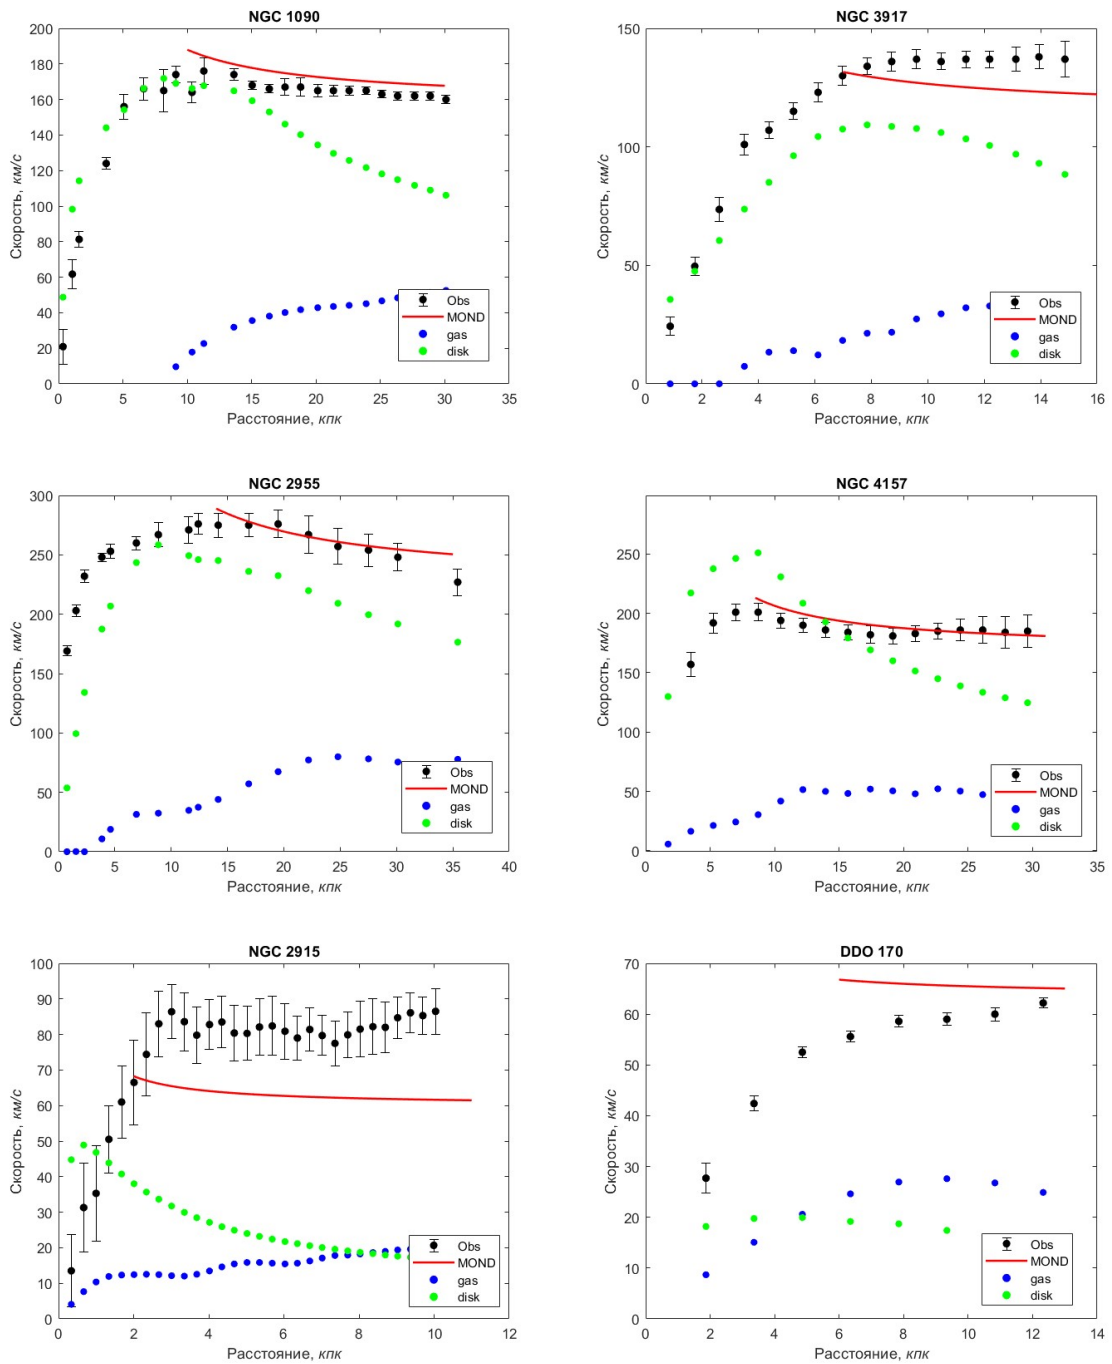 NGC 1090
200
180
160
140
120
100
80
60
40
20
0
0 5 10 15 20 25 30 35
Скорость, км/с
Расстояние, кпк
Obs
MOND
gas
disk
NGC 3917
150
100
50
0
0 2 4 6 8 10 12 14 16
Скорость, км/с
Расстояние, кпк
Obs
MOND
gas
disk
NGC 2955
300
250
200
150
100
50
0
0 5 10 15 20 25 30 35 40
Скорость, км/с
Расстояние, кпк
Obs
MOND
gas
disk
NGC 4157
250
200
150
100
50
0
0 5 10 15 20 25 30 35
Скорость, км/с
Расстояние, кпк
Obs
MOND
gas
disk
NGC 2915
100
90
80
70
60
50
40
30
20
10
0
0 2 4 6 8 10 12
Скорость, км/с
Расстояние, кпк
Obs
MOND
gas
disk
DDO 170
70
60
50
40
30
20
10
0
0 2 4 6 8 10 12 14
Скорость, км/с
Расстояние, кпк
Obs
MOND
gas
disk